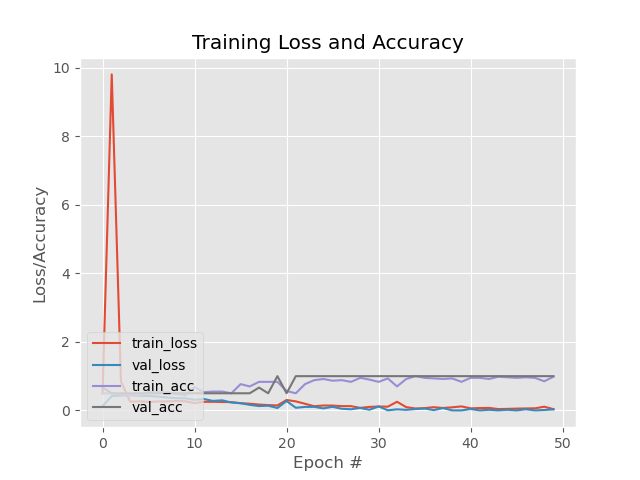 Training Loss and Accuracy
10
8
6
4
2
0
Loss/Accuracy
train_loss
val_loss
train_acc
val_acc
0 10 20 30 40 50
Epoch #